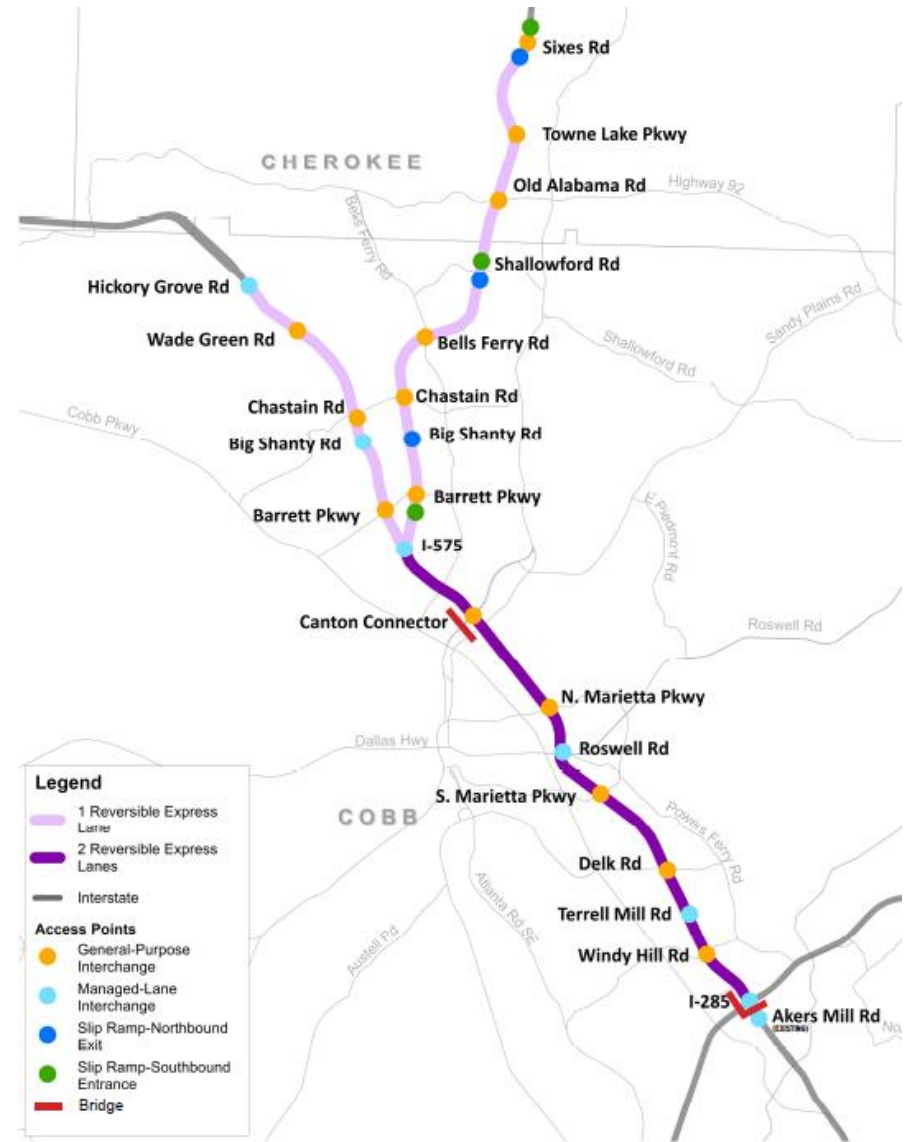 Sixes Rd
Towne Lake Pkwy
CHEROKEE
Old Alabama Rd
Highway 92
Bells Ferry Rd
Shallowford Rd
Hickory Grove Rd
Wade Green Rd
Bells Ferry Rd
Sandy Plains Rd
Shallowford Rd
Chastain Rd
Chastain Rd
Cobb Pkwy
Big Shanty Rd
Big Shanty Rd
Barrett Pkwy
Barrett Pkwy
E Piedmont Rd
I-575
Canton Connector
Roswell Rd
N. Marietta Pkwy
Dallas Hwy
Roswell Rd
S. Marietta Pkwy
COBB
Powers Ferry Rd
Delk Rd
Atlanta Rd SE
Austell Rd
Terrell Mill Rd
Windy Hill Rd
I-285
Akers Mill Rd
(EXISTING)
No
Legend
1 Reversible Express
Lane
2 Reversible Express
Lanes
Interstate
Access Points
General-Purpose
Interchange
Managed-Lane
Interchange
Slip Ramp-Northbound
Exit
Slip Ramp-Southbound
Entrance
Bridge